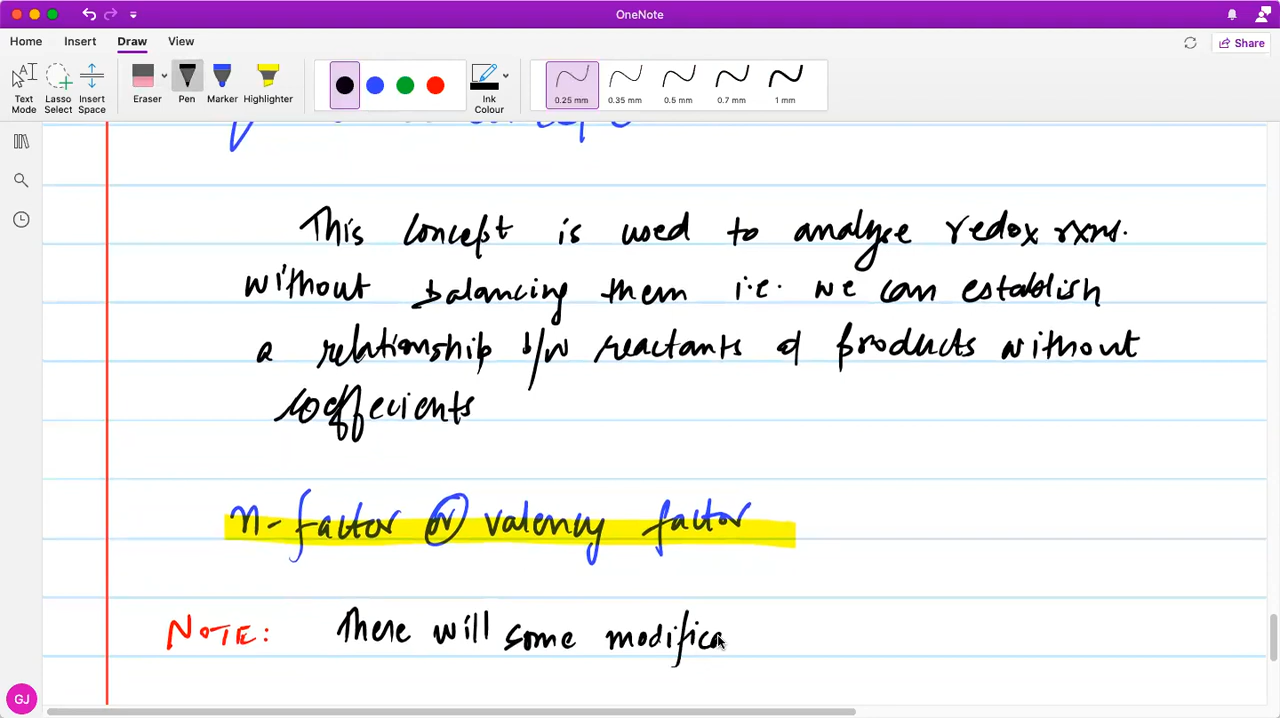 OneNote
Home Insert Draw View
Share
Text Mode
Lasso Select
Insert Space
Eraser
Pen
Marker
Highlighter
Ink Colour
0.25 mm
0.35 mm
0.5 mm
0.7 mm
1 mm
This concept is used to analyse redox rxns.
without balancing them i.e. we can establish
a relationship b/w reactants & products without
coeffecients
n-factor or valency factor
NOTE: There will some modifica
GJ